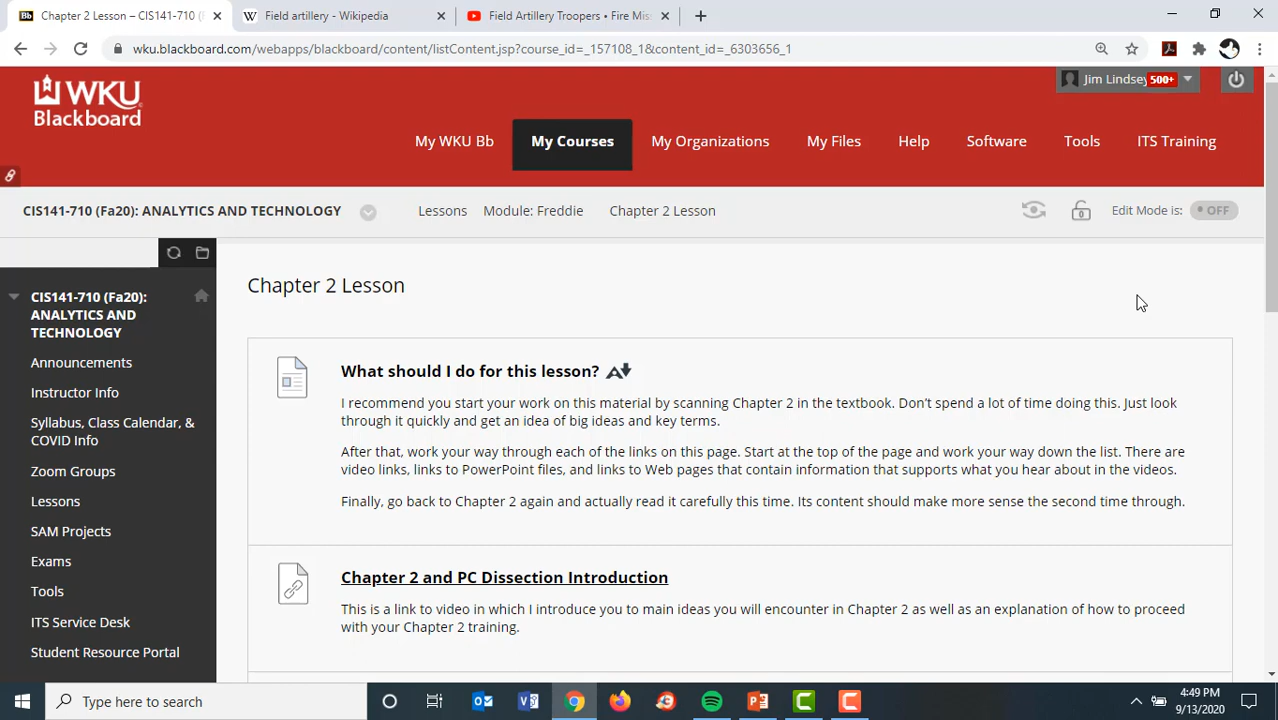 Bb Chapter 2 Lesson – CIS141-710 (F
W Field artillery - Wikipedia
Field Artillery Troopers • Fire Miss
wku.blackboard.com/webapps/blackboard/content/listContent.jsp?course_id=_157108_1&content_id=_6303656_1
WKU
Blackboard
Jim Lindsey 500+
My WKU Bb
My Courses
My Organizations
My Files
Help
Software
Tools
ITS Training
CIS141-710 (Fa20): ANALYTICS AND TECHNOLOGY
Lessons
Module: Freddie
Chapter 2 Lesson
Edit Mode is:
OFF
CIS141-710 (Fa20):
ANALYTICS AND
TECHNOLOGY
Announcements
Instructor Info
Syllabus, Class Calendar, &
COVID Info
Zoom Groups
Lessons
SAM Projects
Exams
Tools
ITS Service Desk
Student Resource Portal
Chapter 2 Lesson
What should I do for this lesson?
I recommend you start your work on this material by scanning Chapter 2 in the textbook. Don't spend a lot of time doing this. Just look
through it quickly and get an idea of big ideas and key terms.
After that, work your way through each of the links on this page. Start at the top of the page and work your way down the list. There are
video links, links to PowerPoint files, and links to Web pages that contain information that supports what you hear about in the videos.
Finally, go back to Chapter 2 again and actually read it carefully this time. Its content should make more sense the second time through.
Chapter 2 and PC Dissection Introduction
This is a link to video in which I introduce you to main ideas you will encounter in Chapter 2 as well as an explanation of how to proceed
with your Chapter 2 training.
Type here to search
4:49 PM
9/13/2020